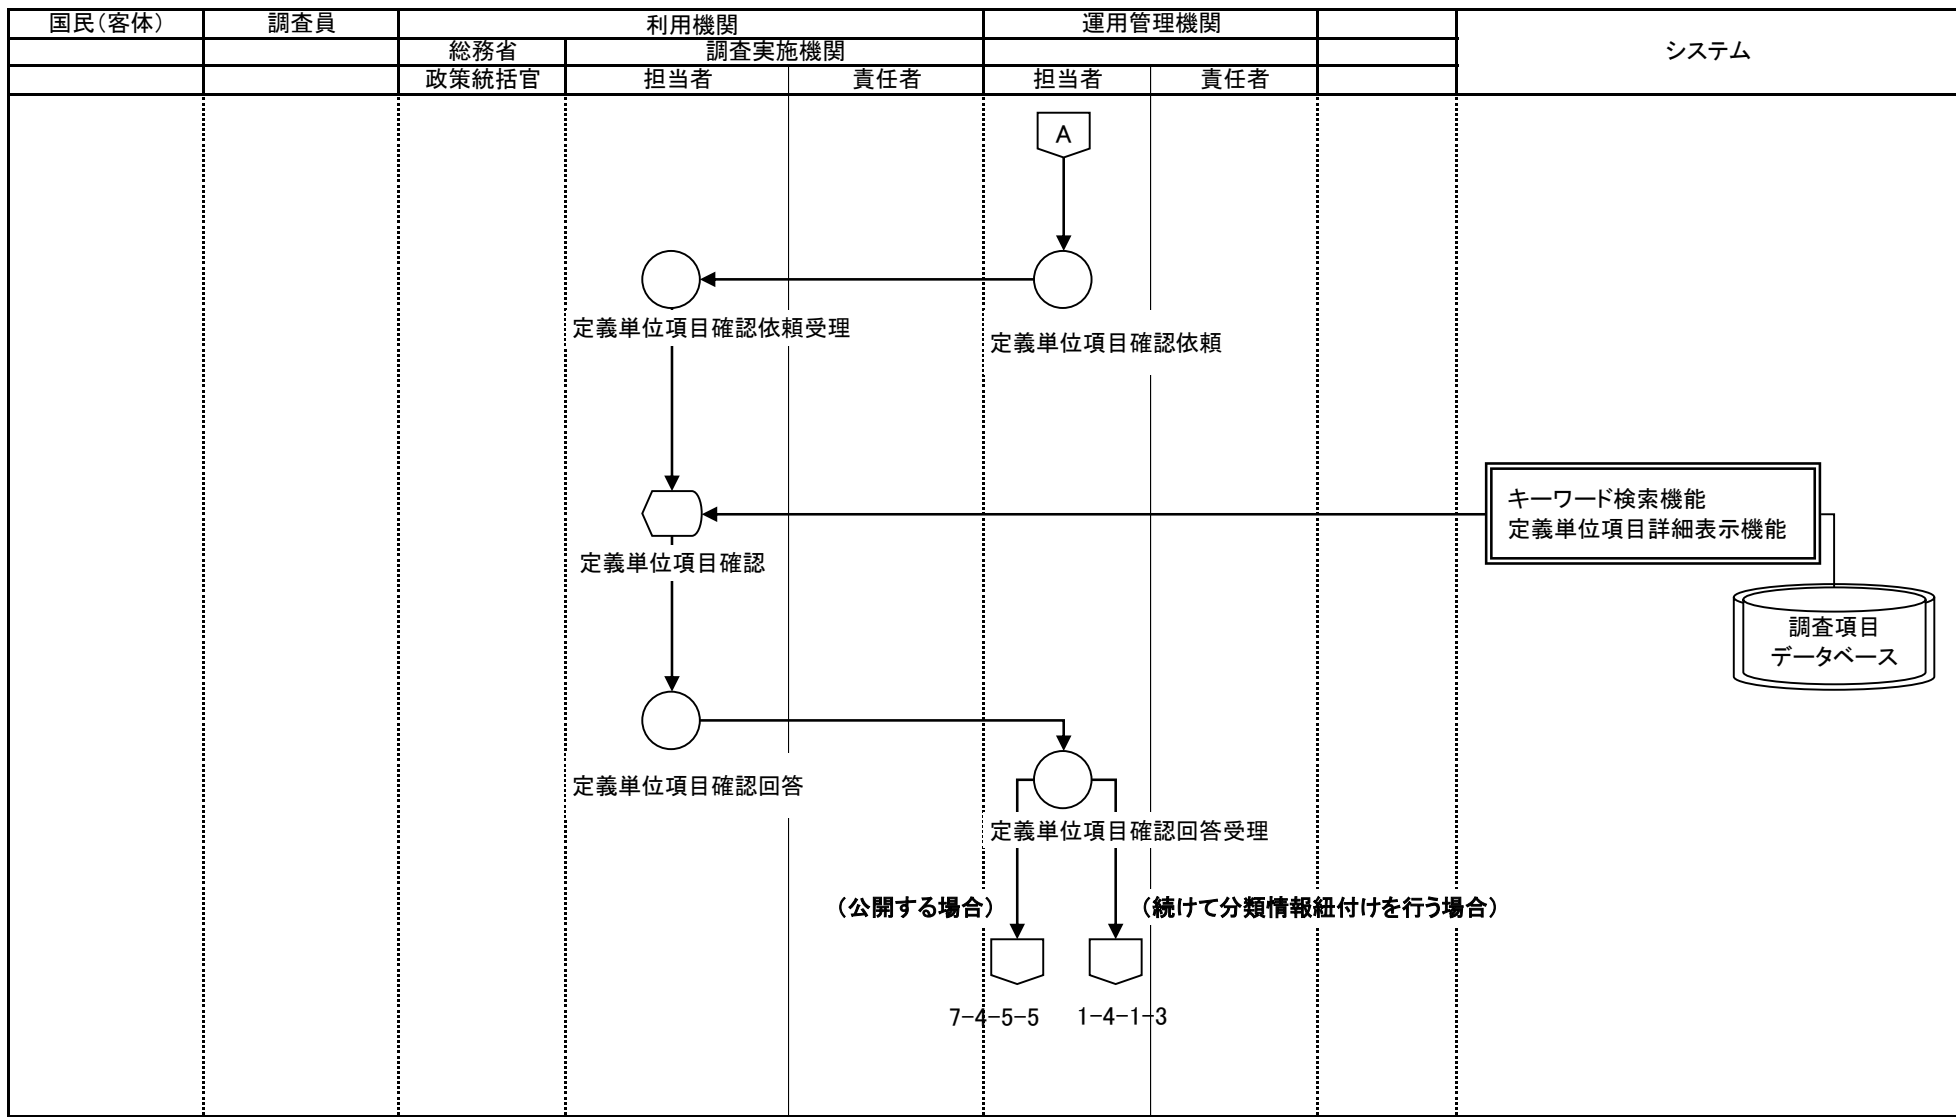 国民（客体）
調査員
利用機関
運用管理機関
システム
総務省
調査実施機関
政策統括官
担当者
責任者
担当者
責任者
A
定義単位項目確認依頼受理
定義単位項目確認依頼
キーワード検索機能
定義単位項目詳細表示機能
定義単位項目確認
調査項目
データベース
定義単位項目確認回答
定義単位項目確認回答受理
（公開する場合）
（続けて分類情報紐付けを行う場合）
7-4-5-5
1-4-1-3